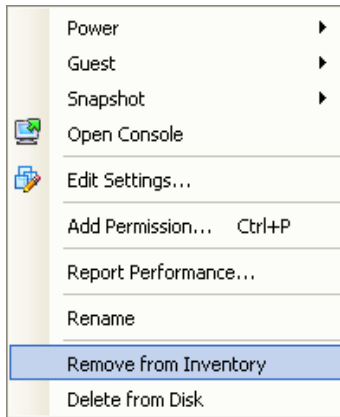 Power
Guest
Snapshot
Open Console
Edit Settings...
Add Permission... Ctrl+P
Report Performance...
Rename
Remove from Inventory
Delete from Disk